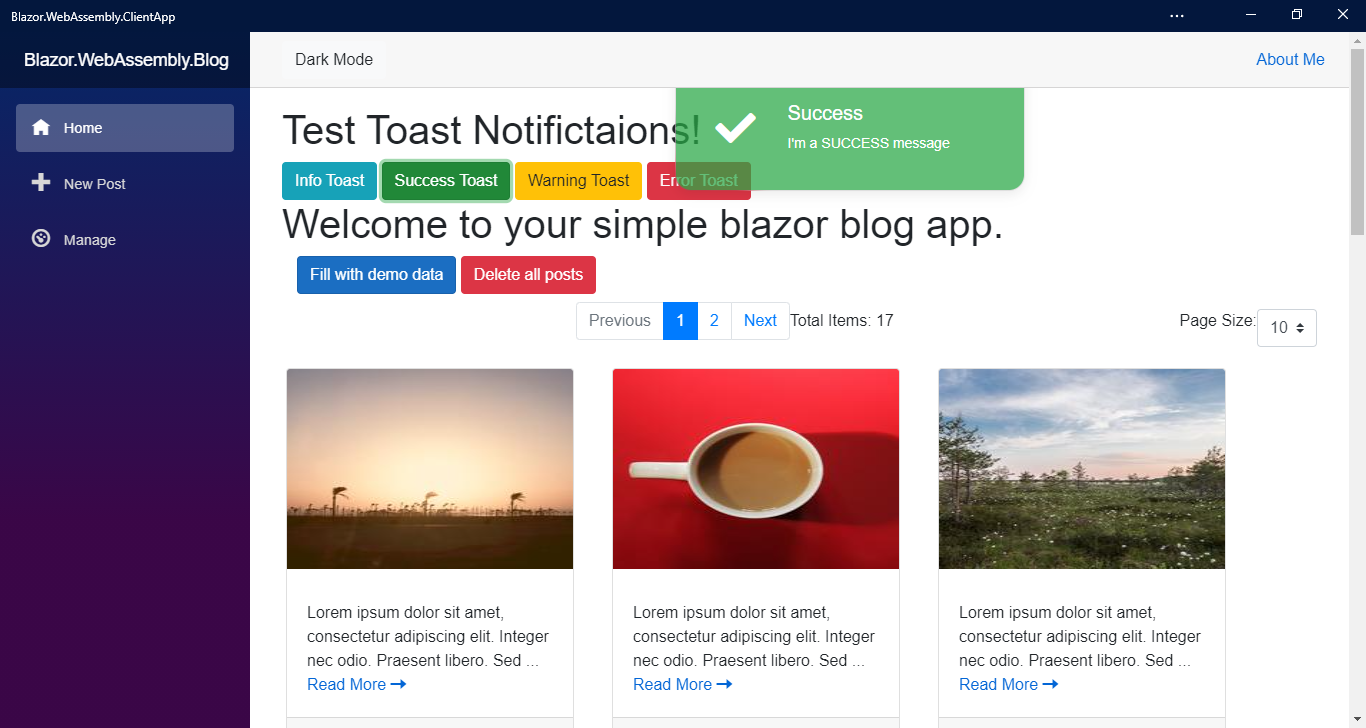 Blazor.WebAssembly.ClientApp
Blazor.WebAssembly.Blog
Dark Mode
About Me
Home
New Post
Manage
Success
I'm a SUCCESS message
Test Toast Notifictaions!
Info Toast Success Toast Warning Toast Error Toast
Welcome to your simple blazor blog app.
Fill with demo data Delete all posts
Previous 1 2 Next Total Items: 17 Page Size: 10
Lorem ipsum dolor sit amet,
consectetur adipiscing elit. Integer
nec odio. Praesent libero. Sed ...
Read More
Lorem ipsum dolor sit amet,
consectetur adipiscing elit. Integer
nec odio. Praesent libero. Sed ...
Read More
Lorem ipsum dolor sit amet,
consectetur adipiscing elit. Integer
nec odio. Praesent libero. Sed ...
Read More